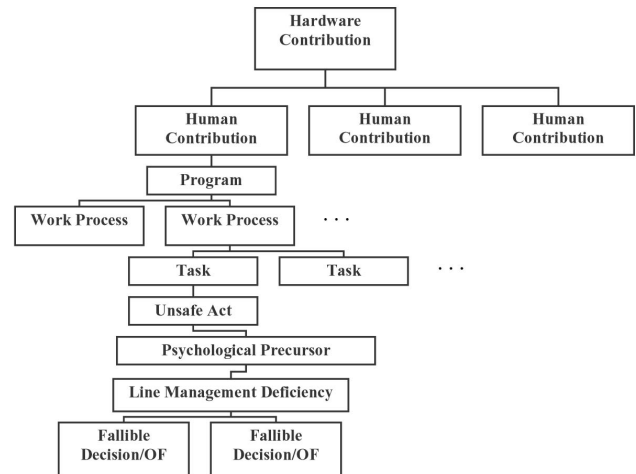 Hardware
Contribution
Human
Contribution
Human
Contribution
Human
Contribution
Program
Work Process
Work Process
. . .
Task
Task
. . .
Unsafe Act
Psychological Precursor
Line Management Deficiency
Fallible
Decision/OF
Fallible
Decision/OF